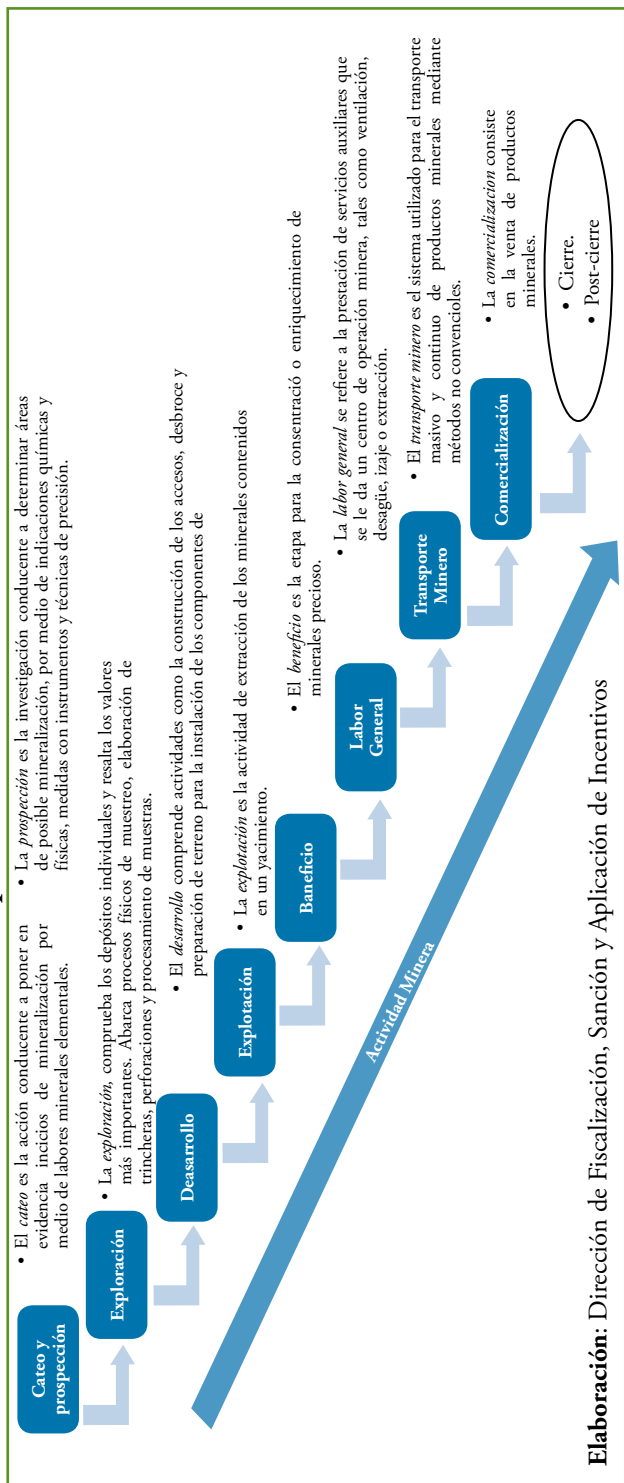 Cateo y
prospección
• El cateo es la acción conducente a poner en
evidencia incicios de mineralización por
medio de labores minerales elementales.
• La prospección es la investigación conducente a determinar áreas
de posible mineralización, por medio de indicaciones químicas y
físicas, medidas con instrumentos y técnicas de precisión.
Exploración
• La exploración, comprueba los depósitos individuales y resalta los valores
más importantes. Abarca procesos físicos de muestreo, elaboración de
trincheras, perforaciones y procesamiento de muestras.
Deasarrollo
• El desarrollo comprende actividades como la construcción de los accesos, desbroce y
preparación de terreno para la instalación de los componentes de
Explotación
• La explotación es la actividad de extracción de los minerales contenidos
en un yacimiento.
Baneficio
• El beneficio es la etapa para la consentració o enriquecimiento de
minerales precioso.
Labor
General
• La labor general se refiere a la prestación de servicios auxiliares que
se le da un centro de operación minera, tales como ventilación,
desagüe, izaje o extracción.
Transporte
Minero
• El transporte minero es el sistema utilizado para el transporte
masivo y continuo de productos minerales mediante
métodos no convencioles.
Comercialización
• La comercializacion consiste
en la venta de productos
minerales.
• Cierre.
• Post-cierre
Actividad Minera
Elaboración: Dirección de Fiscalización, Sanción y Aplicación de Incentivos